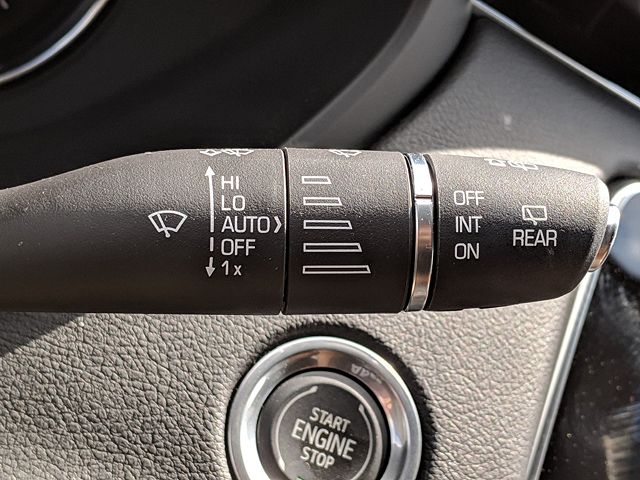 HI
LO
AUTO
OFF
1x
OFF
INT
ON
REAR
START
ENGINE
STOP